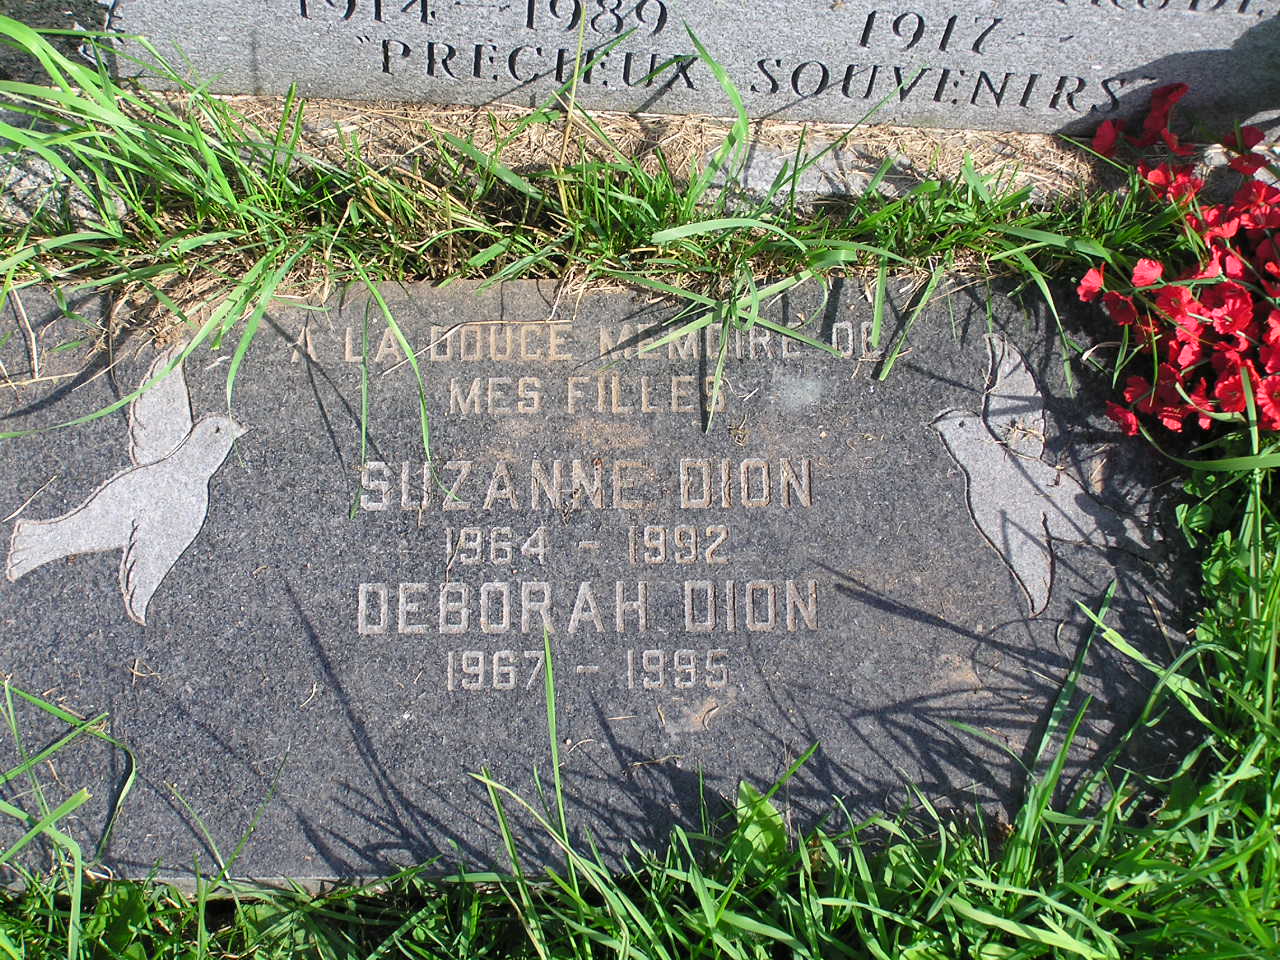 1914 - 1989
1917 -
"PRECIEUX SOUVENIRS
A LA DOUCE MEMOIRE DE
MES FILLES
SUZANNE DION
1964 - 1992
DEBORAH DION
1967 - 1995